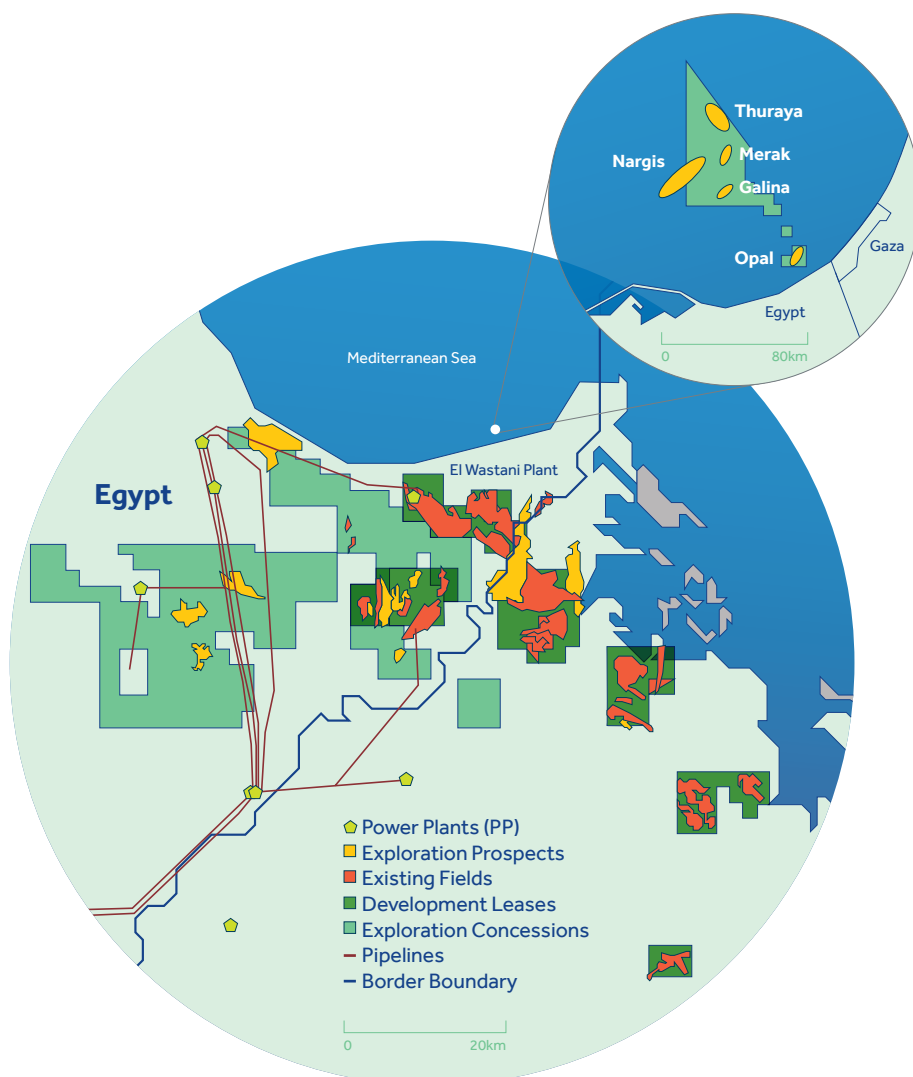 Thuraya
Merak
Nargis
Galina
Opal
Gaza
Egypt
0 80km
Mediterranean Sea
El Wastani Plant
Egypt
Power Plants (PP)
Exploration Prospects
Existing Fields
Development Leases
Exploration Concessions
Pipelines
Border Boundary
0 20km